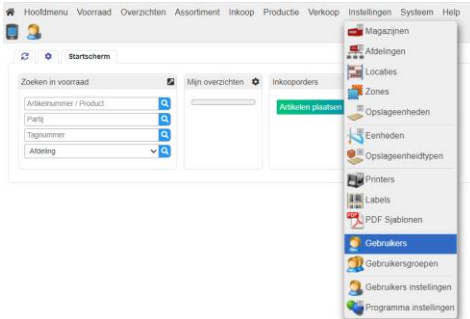 Hoofdmenu Voorraad Overzichten Assortiment Inkoop Productie Verkoop Instellingen Systeem Help
Startscherm
Zoeken in voorraad
Artikelnummer / Product
Partij
Tagnummer
Afdeling
Mijn overzichten
Inkooporders
Artikelen plaatsen
Magazijnen
Afdelingen
Locaties
Zones
Opslageenheden
Eenheden
Opslageenheidtypen
Printers
Labels
PDF Sjablonen
Gebruikers
Gebruikersgroepen
Gebruikers instellingen
Programma instellingen